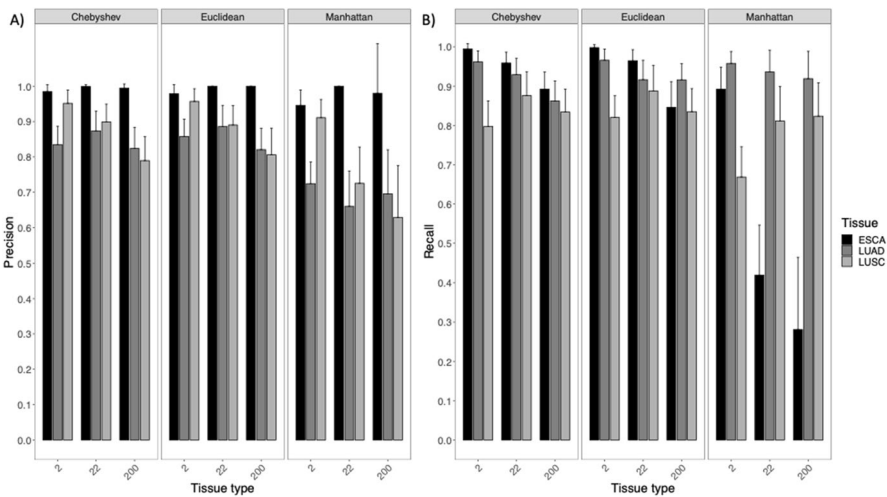 A)
Chebyshev
Euclidean
Manhattan
Precision
1.0
0.9
0.8
0.7
0.6
0.5
0.4
0.3
0.2
0.1
0.0
2
22
200
2
22
200
2
22
200
Tissue type
B)
Chebyshev
Euclidean
Manhattan
Recall
1.0
0.9
0.8
0.7
0.6
0.5
0.4
0.3
0.2
0.1
0.0
2
22
200
2
22
200
2
22
200
Tissue type
Tissue
ESCA
LUAD
LUSC